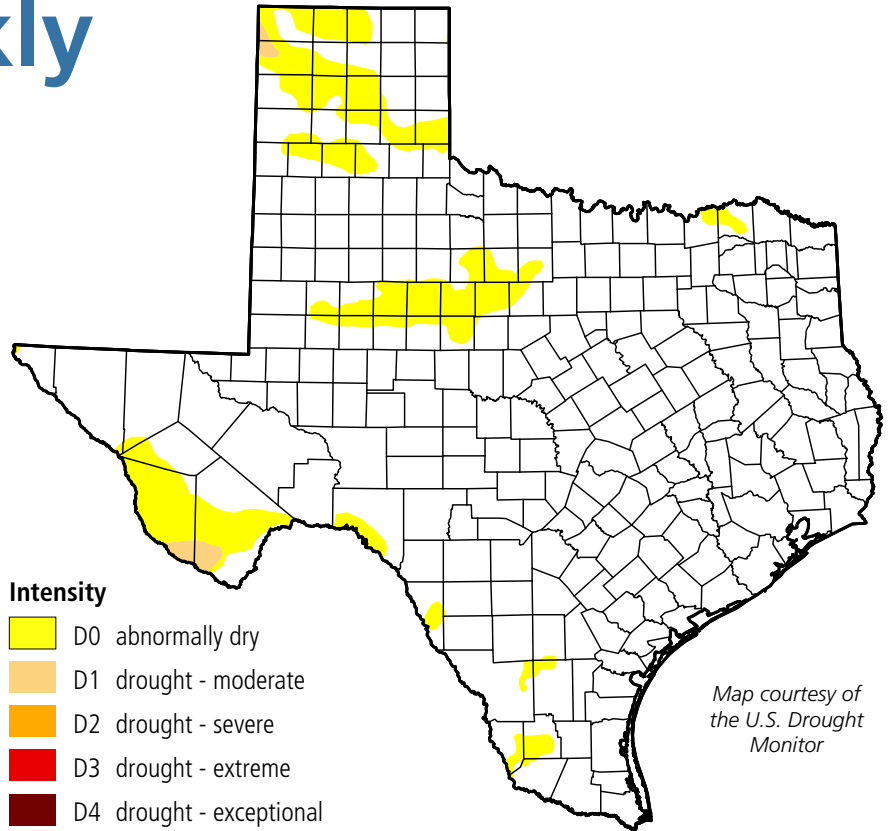 kly
Intensity
D0 abnormally dry
D1 drought - moderate
D2 drought - severe
D3 drought - extreme
D4 drought - exceptional
Map courtesy of
the U.S. Drought
Monitor